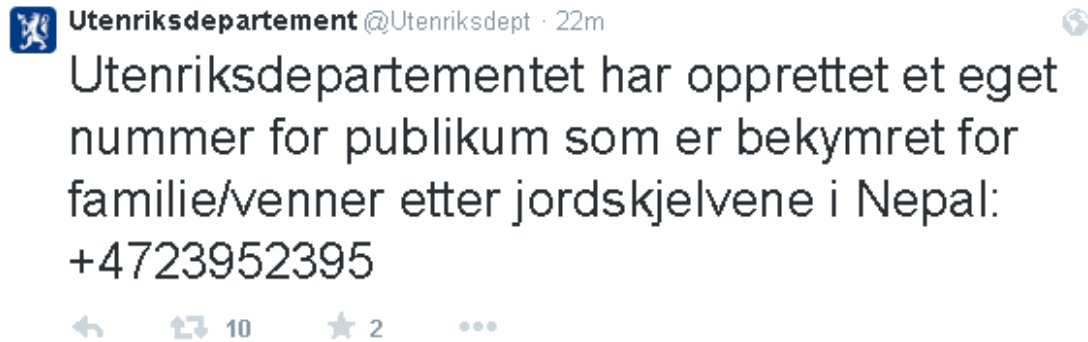 Utenriksdepartement @Utenriksdept · 22m
Utenriksdepartementet har opprettet et eget
nummer for publikum som er bekymret for
familie/venner etter jordskjelvene i Nepal:
+4723952395
10 2